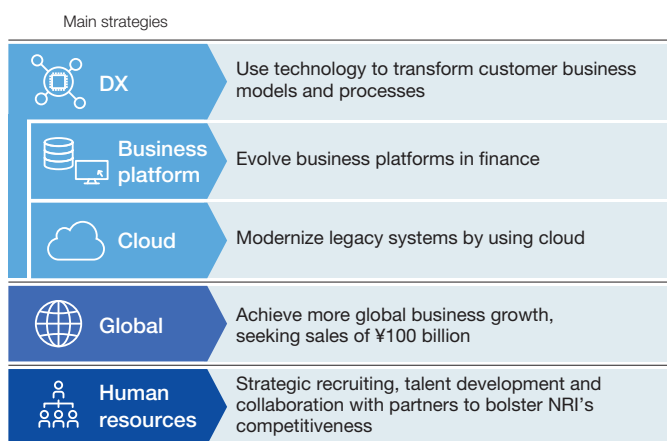 Main strategies
DX
Use technology to transform customer business
models and processes
Business
platform
Evolve business platforms in finance
Cloud
Modernize legacy systems by using cloud
Global
Achieve more global business growth,
seeking sales of ¥100 billion
Human
resources
Strategic recruiting, talent development and
collaboration with partners to bolster NRI's
competitiveness